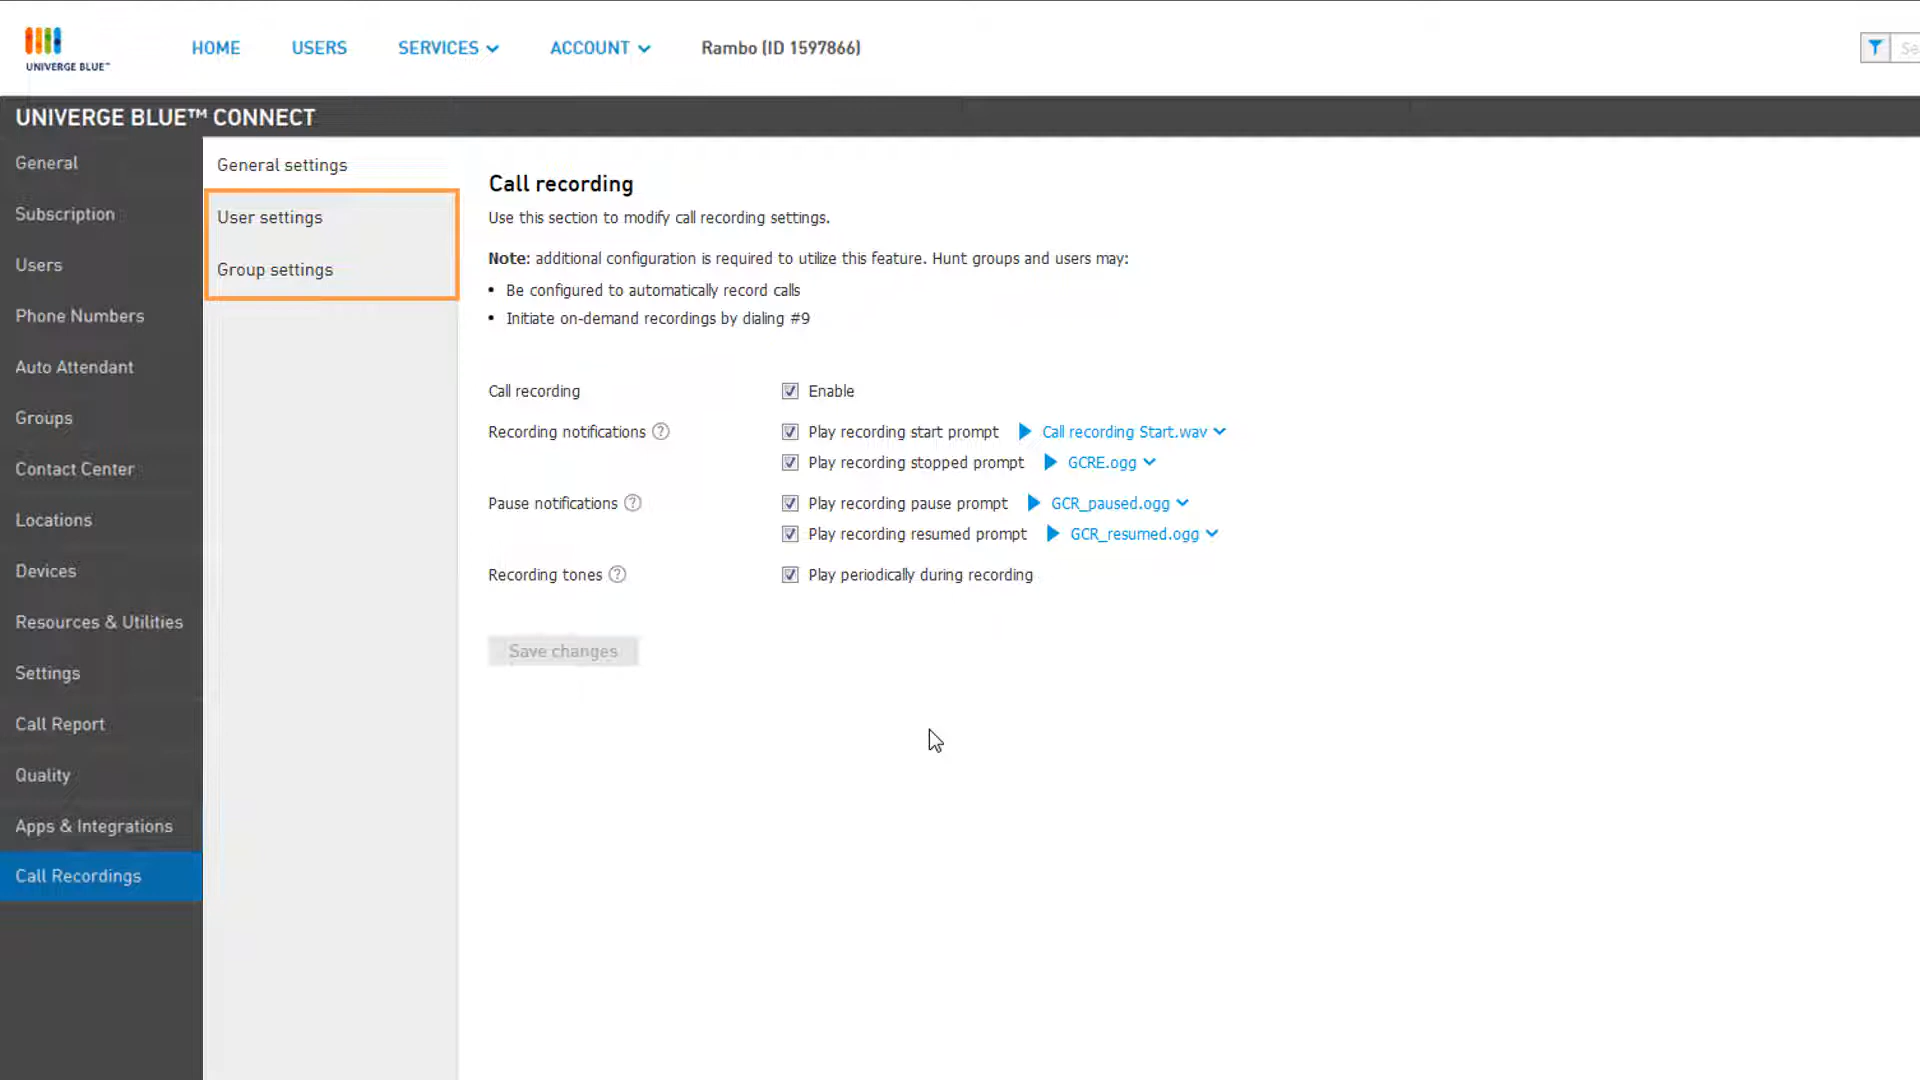 UNIVERGE BLUE™
HOME
USERS
SERVICES
ACCOUNT
Rambo (ID 1597866)
UNIVERGE BLUE™ CONNECT
General
Subscription
Users
Phone Numbers
Auto Attendant
Groups
Contact Center
Locations
Devices
Resources & Utilities
Settings
Call Report
Quality
Apps & Integrations
Call Recordings
General settings
User settings
Group settings
Call recording
Use this section to modify call recording settings.
Note: additional configuration is required to utilize this feature. Hunt groups and users may:
• Be configured to automatically record calls
• Initiate on-demand recordings by dialing #9
Call recording
Enable
Recording notifications ?
Play recording start prompt
Call recording Start.wav
Play recording stopped prompt
GCRE.ogg
Pause notifications ?
Play recording pause prompt
GCR_paused.ogg
Play recording resumed prompt
GCR_resumed.ogg
Recording tones ?
Play periodically during recording
Save changes